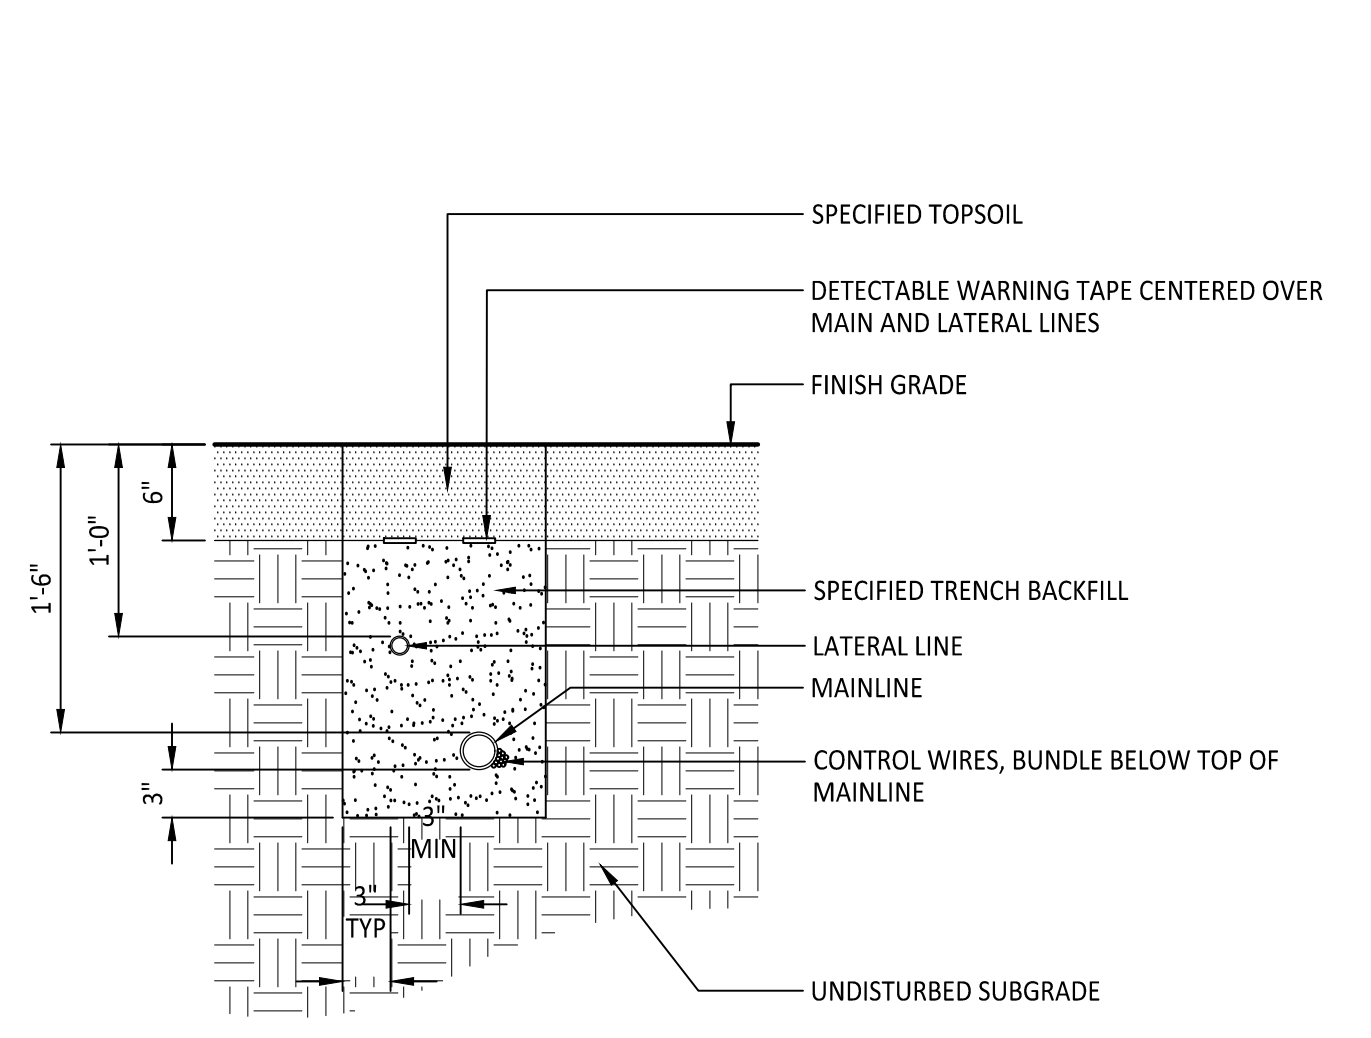 SPECIFIED TOPSOIL
DETECTABLE WARNING TAPE CENTERED OVER
MAIN AND LATERAL LINES
FINISH GRADE
6"
1'-0"
1'-6"
SPECIFIED TRENCH BACKFILL
LATERAL LINE
MAINLINE
CONTROL WIRES, BUNDLE BELOW TOP OF
MAINLINE
3"
3"
MIN
3"
TYP
UNDISTURBED SUBGRADE